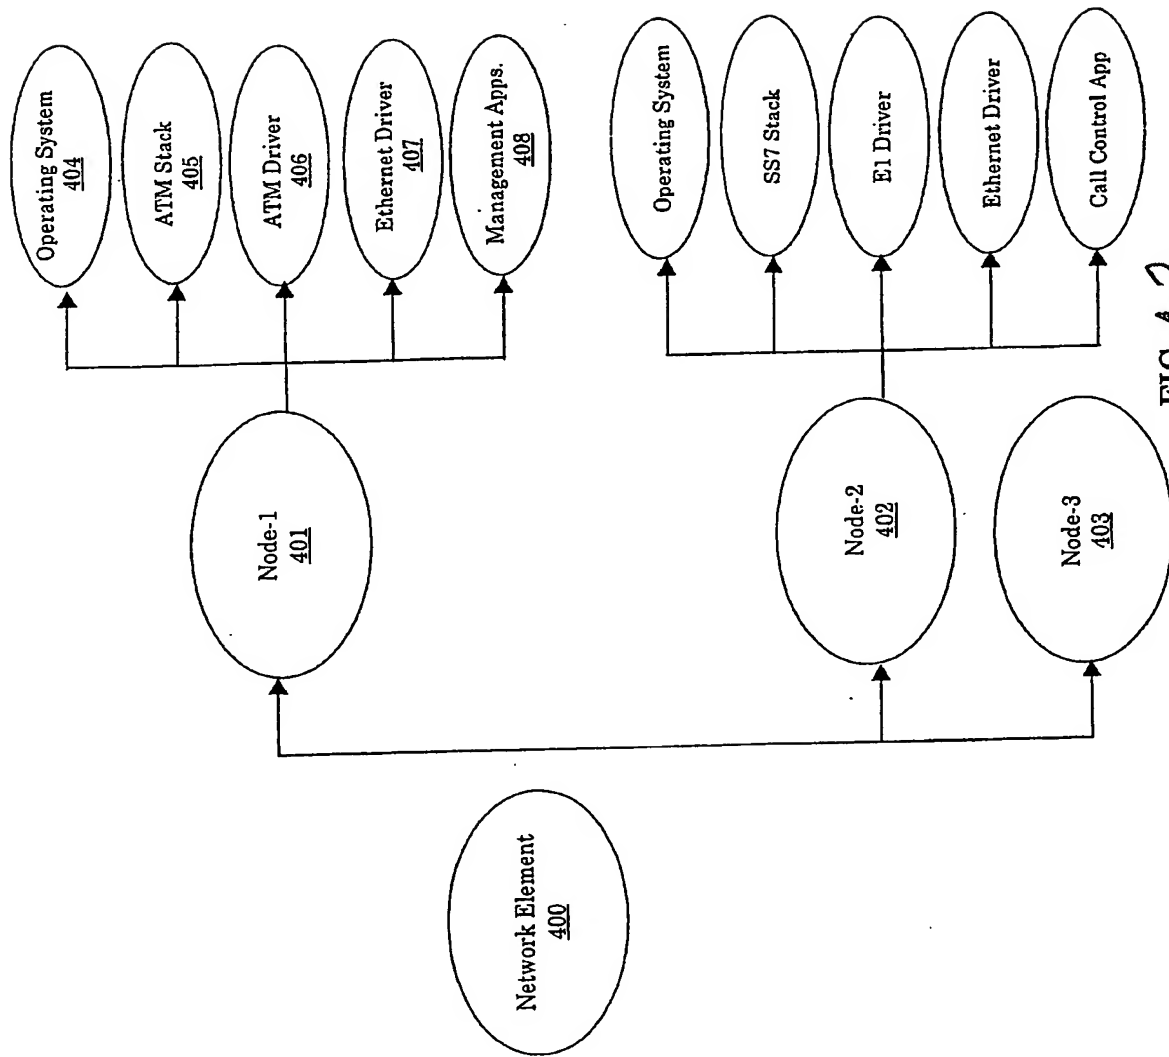 Network Element
400
Node-1
401
Node-2
402
Node-3
403
Operating System
404
ATM Stack
405
ATM Driver
406
Ethernet Driver
407
Management Apps.
408
Operating System
SS7 Stack
E1 Driver
Ethernet Driver
Call Control App